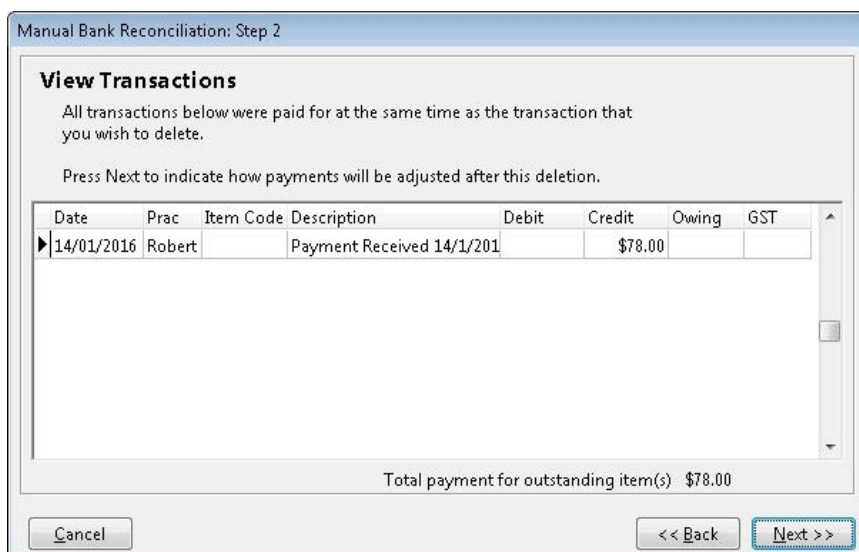 Manual Bank Reconciliation: Step 2
View Transactions
All transactions below were paid for at the same time as the transaction that
you wish to delete.
Press Next to indicate how payments will be adjusted after this deletion.
Date Prac Item Code Description Debit Credit Owing GST
14/01/2016 Robert Payment Received 14/1/201 $78.00
Total payment for outstanding item(s) $78.00
Cancel << Back Next >>